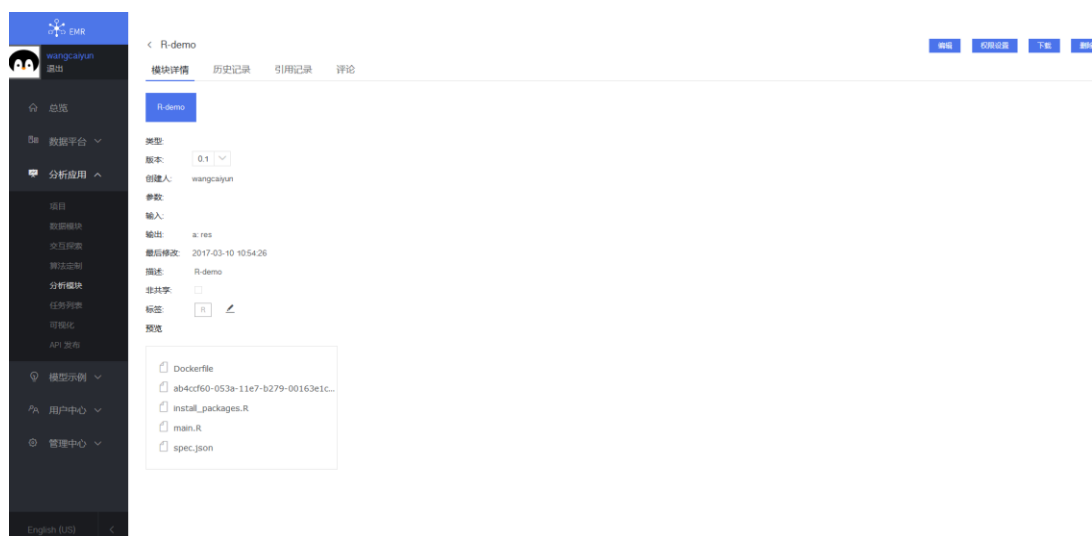 EMR
wangcaiyun
退出
总览
数据平台
分析应用
项目
数据模块
交互探索
算法定制
分析模块
任务列表
可视化
API 发布
模型示例
用户中心
管理中心
English (US)
R-demo
编辑 权限设置 下载 删除
模块详情 历史记录 引用记录 评论
R-demo
类型:
版本: 0.1
创建人: wangcaiyun
参数:
输入:
输出: a: res
最后修改: 2017-03-10 10:54:26
描述: R-demo
非共享:
标签: R
预览
Dockerfile
ab4ccf60-053a-11e7-b279-00163e1c...
install_packages.R
main.R
spec.json